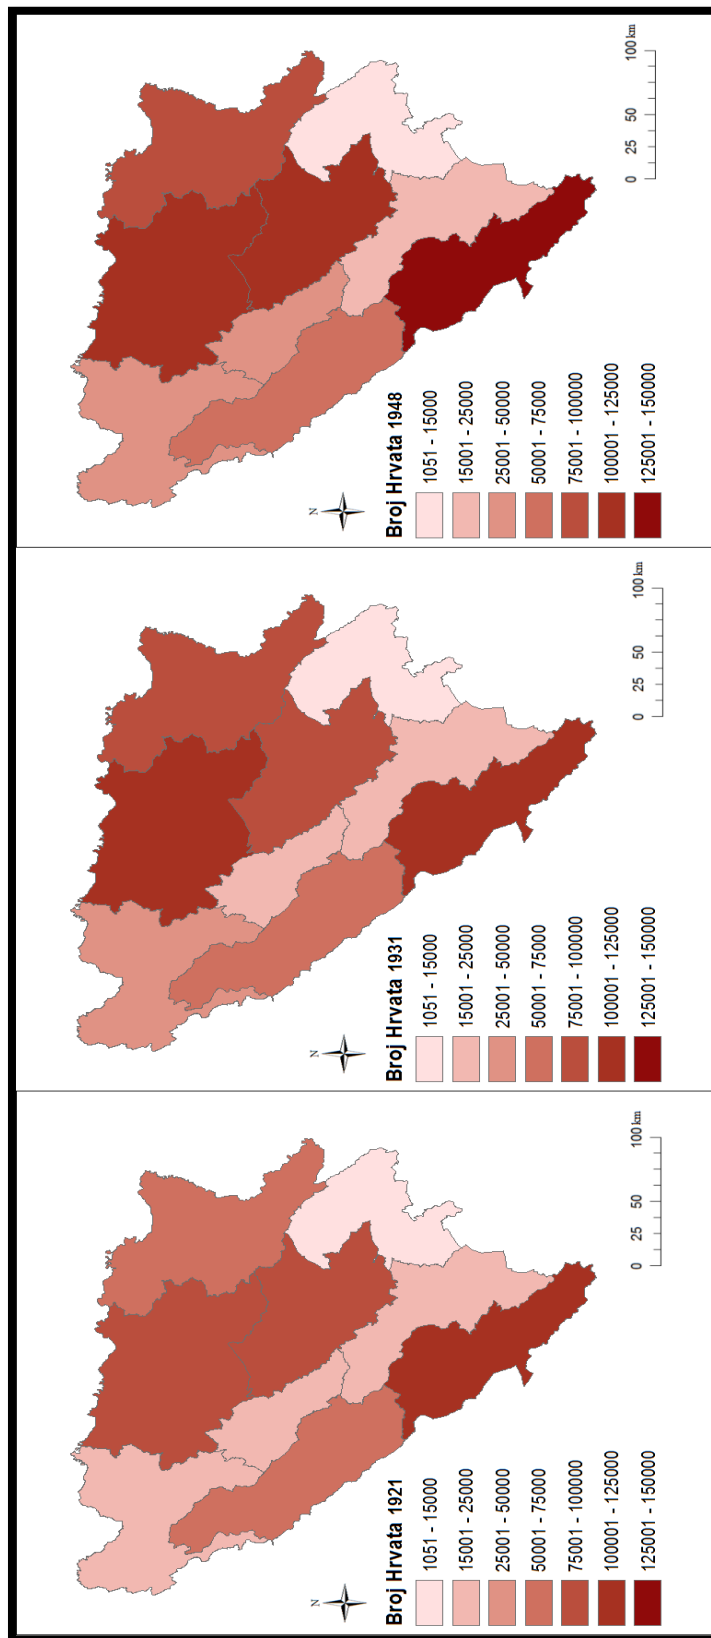 N
Broj Hrvata 1921
1051 - 15000
15001 - 25000
25001 - 50000
50001 - 75000
75001 - 100000
100001 - 125000
125001 - 150000
0 25 50 100 km
N
Broj Hrvata 1931
1051 - 15000
15001 - 25000
25001 - 50000
50001 - 75000
75001 - 100000
100001 - 125000
125001 - 150000
0 25 50 100 km
N
Broj Hrvata 1948
1051 - 15000
15001 - 25000
25001 - 50000
50001 - 75000
75001 - 100000
100001 - 125000
125001 - 150000
0 25 50 100 km